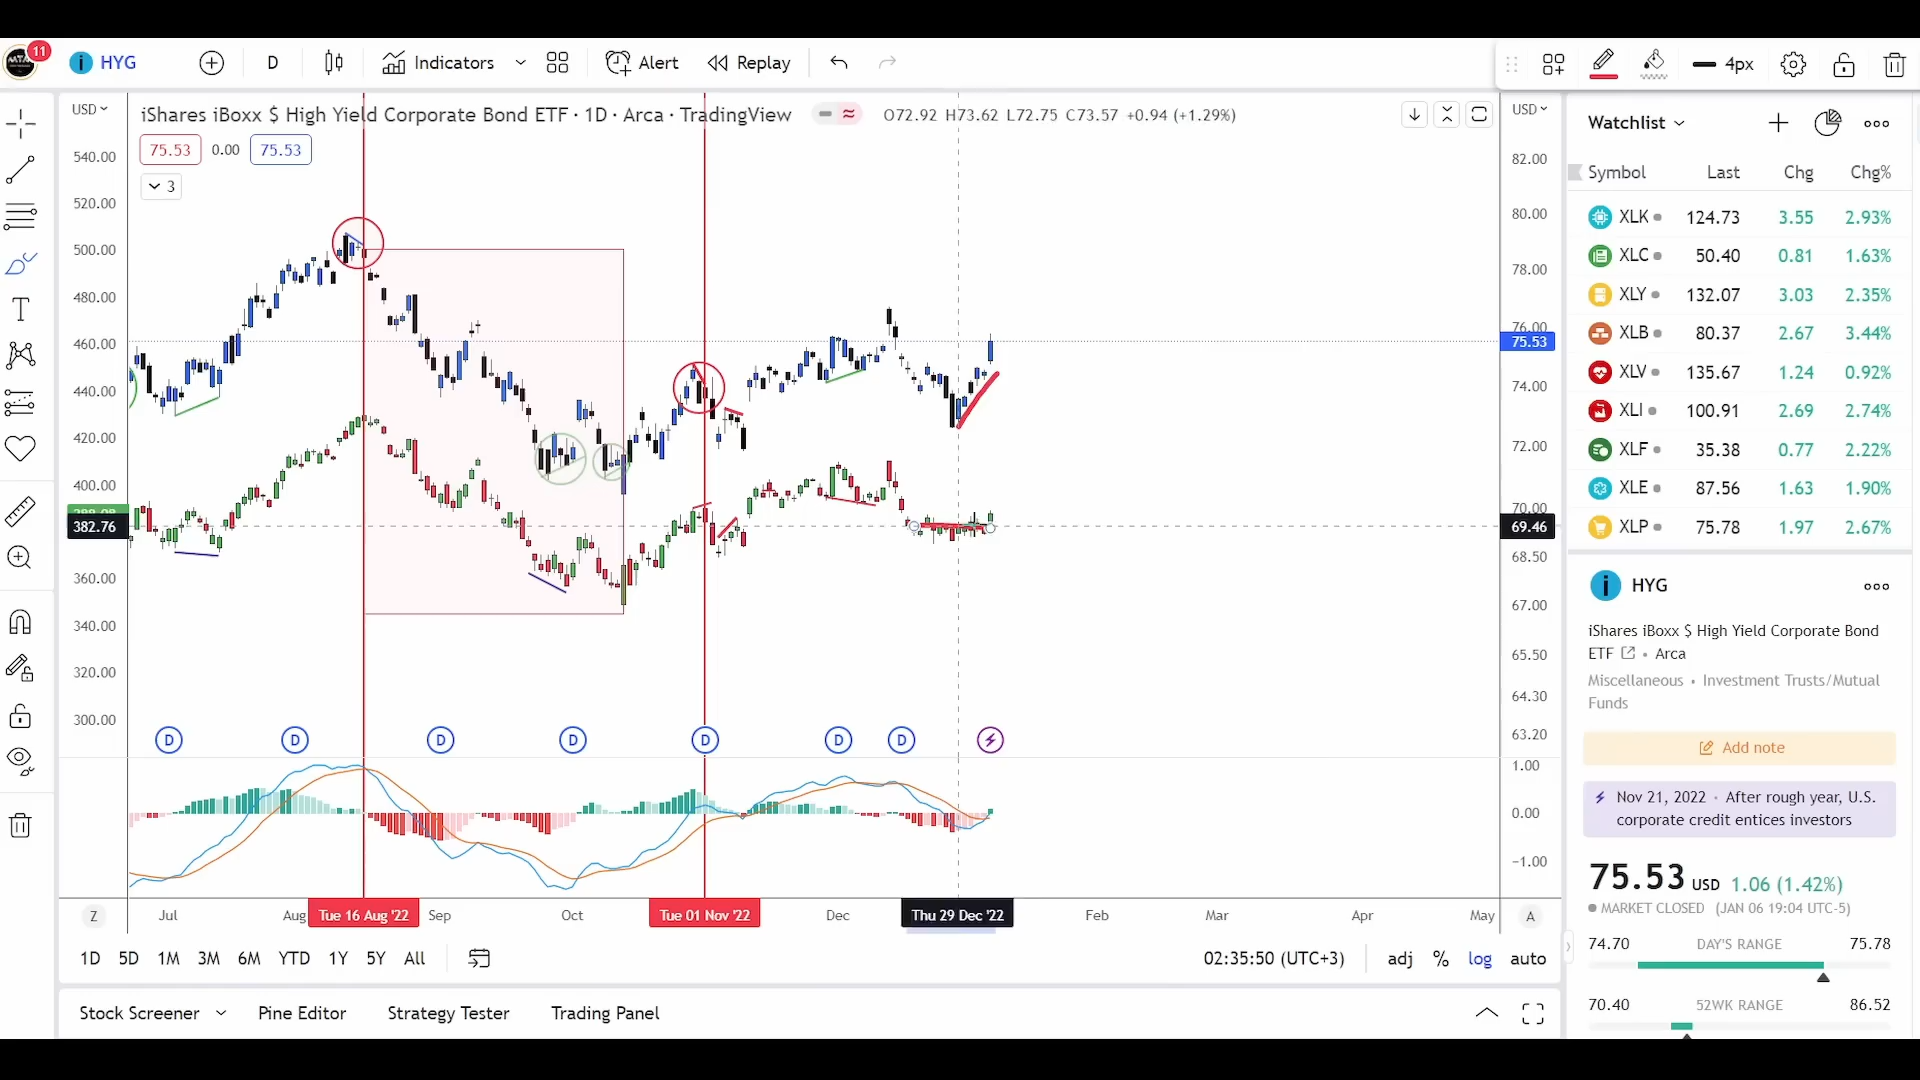 11
HYG
D
Indicators
Alert
Replay
4px
USD
iShares iBoxx $ High Yield Corporate Bond ETF · 1D · Arca · TradingView
O72.92 H73.62 L72.75 C73.57 +0.94 (+1.29%)
USD
75.53 0.00 75.53
3
540.00
520.00
500.00
480.00
460.00
440.00
420.00
400.00
382.76
360.00
340.00
320.00
300.00
82.00
80.00
78.00
76.00
75.53
74.00
72.00
70.00
69.46
68.50
67.00
65.50
64.30
63.20
1.00
0.00
−1.00
D D D D D D D
Z
Jul
Aug
Tue 16 Aug '22
Sep
Oct
Tue 01 Nov '22
Dec
Thu 29 Dec '22
Feb
Mar
Apr
May
A
1D 5D 1M 3M 6M YTD 1Y 5Y All
02:35:50 (UTC+3)
adj % log auto
Stock Screener
Pine Editor
Strategy Tester
Trading Panel
Watchlist
Symbol Last Chg Chg%
XLK 124.73 3.55 2.93%
XLC 50.40 0.81 1.63%
XLY 132.07 3.03 2.35%
XLB 80.37 2.67 3.44%
XLV 135.67 1.24 0.92%
XLI 100.91 2.69 2.74%
XLF 35.38 0.77 2.22%
XLE 87.56 1.63 1.90%
XLP 75.78 1.97 2.67%
HYG
iShares iBoxx $ High Yield Corporate Bond
ETF • Arca
Miscellaneous • Investment Trusts/Mutual
Funds
Add note
Nov 21, 2022 · After rough year, U.S.
corporate credit entices investors
75.53 USD 1.06 (1.42%)
MARKET CLOSED (JAN 06 19:04 UTC-5)
74.70 DAY'S RANGE 75.78
70.40 52WK RANGE 86.52